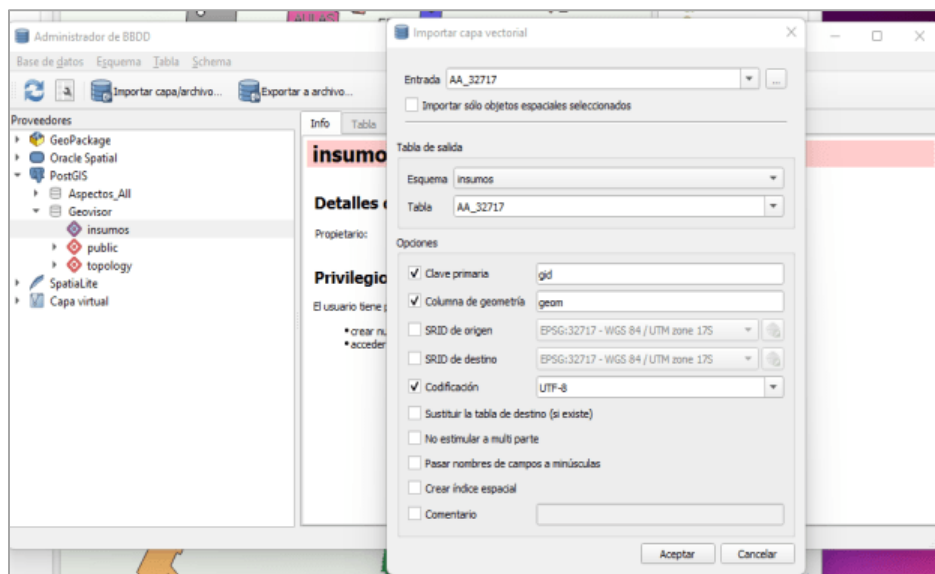 Administrador de BBDD
Base de datos Esquema Tabla Schema
Importar capa/archivo... Exportar a archivo...
Proveedores
GeoPackage
Oracle Spatial
PostGIS
Aspectos_All
Geovisor
insumos
public
topology
SpatiaLite
Capa virtual
Info Tabla
insumo
Detalles
Propietario:
Privilegio
El usuario tiene
crear
acceder
Importar capa vectorial
Entrada AA_32717
...
Importar sólo objetos espaciales seleccionados
Tabla de salida
Esquema insumos
Tabla AA_32717
Opciones
Clave primaria gid
Columna de geometría geom
SRID de origen EPSG:32717 - WGS 84 / UTM zone 17S
SRID de destino EPSG:32717 - WGS 84 / UTM zone 17S
Codificación UTF-8
Sustituir la tabla de destino (si existe)
No estimular a multi parte
Pasar nombres de campos a minúsculas
Crear índice espacial
Comentario
Aceptar Cancelar